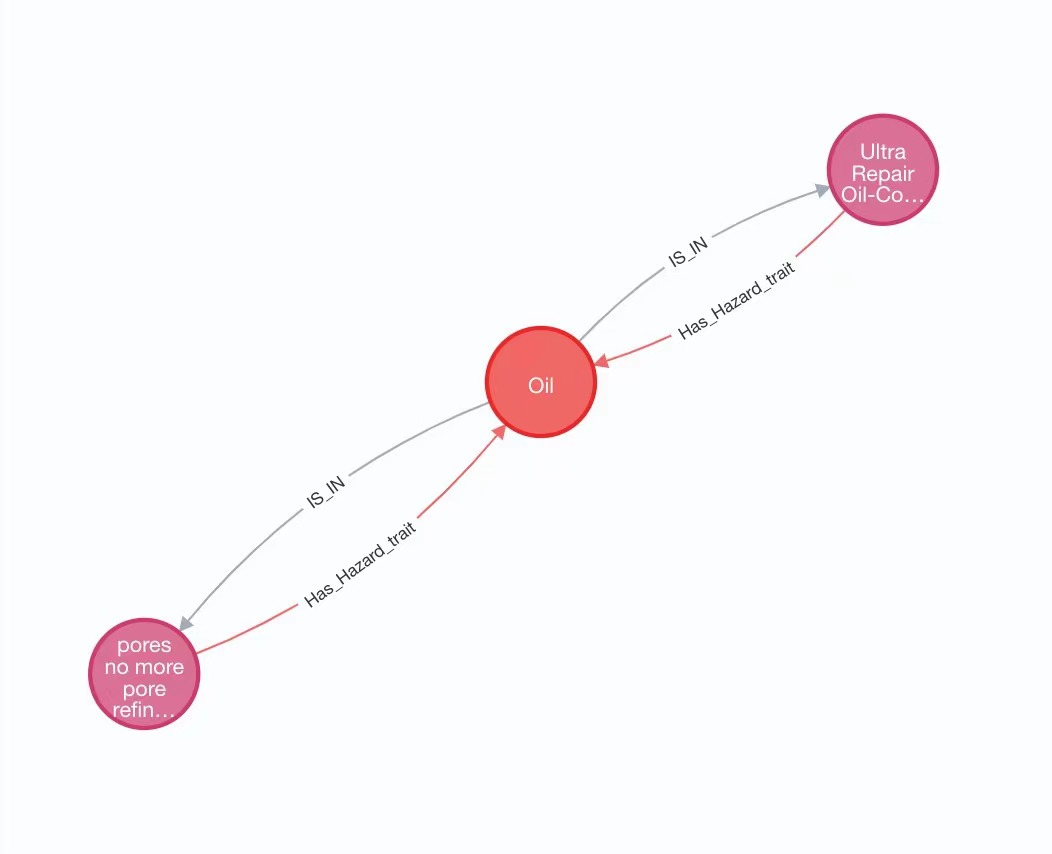 Ultra
Repair
Oil-Co...
IS_IN
Has_Hazard_trait
Oil
IS_IN
Has_Hazard_trait
pores
no more
pore
refin...